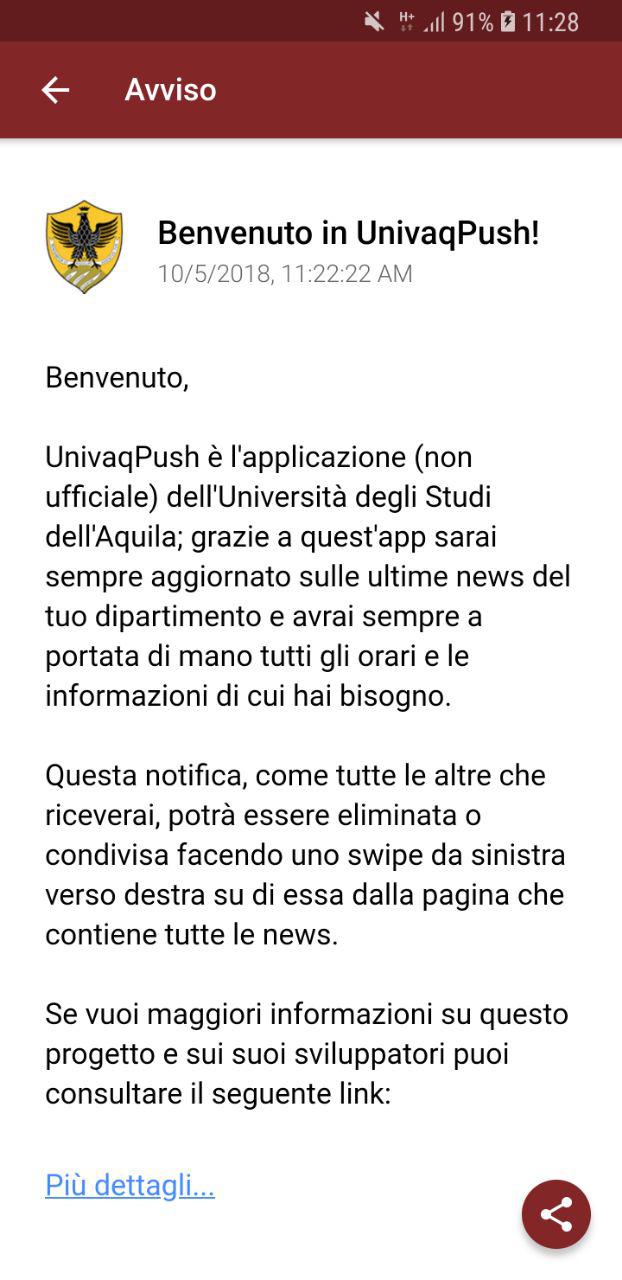 H+ 91% 11:28
Avviso
Benvenuto in UnivaqPush!
10/5/2018, 11:22:22 AM
Benvenuto,
UnivaqPush è l'applicazione (non
ufficiale) dell'Università degli Studi
dell'Aquila; grazie a quest'app sarai
sempre aggiornato sulle ultime news del
tuo dipartimento e avrai sempre a
portata di mano tutti gli orari e le
informazioni di cui hai bisogno.
Questa notifica, come tutte le altre che
riceverai, potrà essere eliminata o
condivisa facendo uno swipe da sinistra
verso destra su di essa dalla pagina che
contiene tutte le news.
Se vuoi maggiori informazioni su questo
progetto e sui suoi sviluppatori puoi
consultare il seguente link:
Più dettagli...